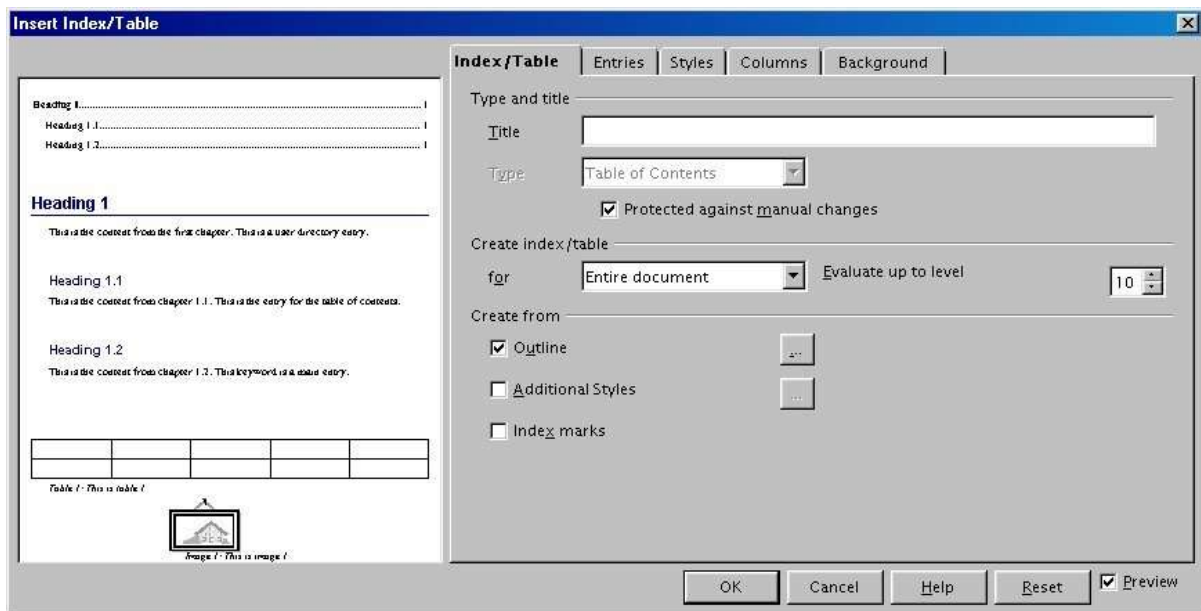 Insert Index/Table
Heading 1 1
Heading 1.1 1
Heading 1.2 1
Heading 1
This is the content from the first chapter. This is a user directory entry.
Heading 1.1
This is the content from chapter 1.1. This is the entry for the table of contents.
Heading 1.2
This is the content from chapter 1.2. This keyword is a main entry.
Table 1 - This is table 1
Image 1 - This is image 1
Index/Table Entries Styles Columns Background
Type and title
Title
Type Table of Contents
Protected against manual changes
Create index/table
for Entire document Evaluate up to level 10
Create from
Outline ...
Additional Styles ...
Index marks
OK Cancel Help Reset Preview